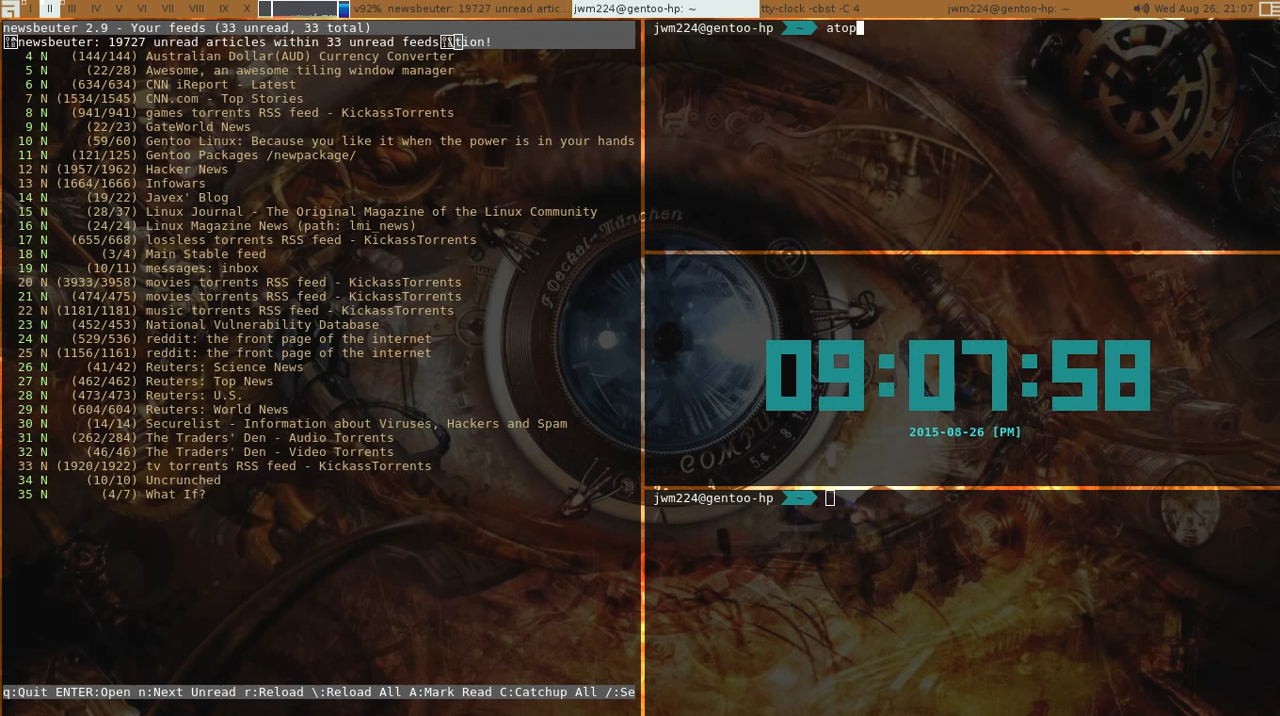 I II III IV V VI VII VIII IX X v92% newsbeuter: 19727 unread artic... jwm224@gentoo-hp: ~ tty-clock -cbst -C 4 jwm224@gentoo-hp: ~ Wed Aug 26, 21:07
newsbeuter 2.9 - Your feeds (33 unread, 33 total)
newsbeuter: 19727 unread articles within 33 unread feeds tion!
4 N (144/144) Australian Dollar(AUD) Currency Converter
5 N (22/28) Awesome, an awesome tiling window manager
6 N (634/634) CNN iReport - Latest
7 N (1534/1545) CNN.com - Top Stories
8 N (941/941) games torrents RSS feed - KickassTorrents
9 N (22/23) GateWorld News
10 N (59/60) Gentoo Linux: Because you like it when the power is in your hands
11 N (121/125) Gentoo Packages /newpackage/
12 N (1957/1962) Hacker News
13 N (1664/1666) Infowars
14 N (19/22) Javex' Blog
15 N (28/37) Linux Journal - The Original Magazine of the Linux Community
16 N (24/24) Linux Magazine News (path: lmi_news)
17 N (655/668) lossless torrents RSS feed - KickassTorrents
18 N (3/4) Main Stable feed
19 N (10/11) messages: inbox
20 N (3933/3958) movies torrents RSS feed - KickassTorrents
21 N (474/475) movies torrents RSS feed - KickassTorrents
22 N (1181/1181) music torrents RSS feed - KickassTorrents
23 N (452/453) National Vulnerability Database
24 N (529/536) reddit: the front page of the internet
25 N (1156/1161) reddit: the front page of the internet
26 N (41/42) Reuters: Science News
27 N (462/462) Reuters: Top News
28 N (473/473) Reuters: U.S.
29 N (604/604) Reuters: World News
30 N (14/14) Securelist - Information about Viruses, Hackers and Spam
31 N (262/284) The Traders' Den - Audio Torrents
32 N (46/46) The Traders' Den - Video Torrents
33 N (1920/1922) tv torrents RSS feed - KickassTorrents
34 N (10/10) Uncrunched
35 N (4/7) What If?
q:Quit ENTER:Open n:Next Unread r:Reload \:Reload All A:Mark Read C:Catchup All /:Se
jwm224@gentoo-hp ~ atop
09:07:58
2015-08-26 [PM]
jwm224@gentoo-hp ~
COMPU